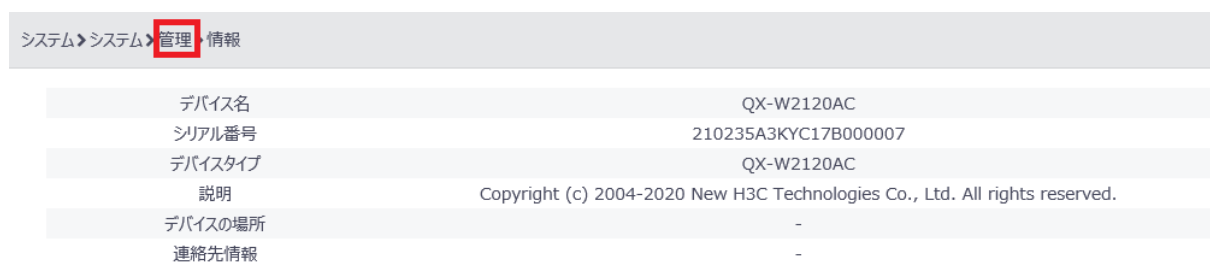 システム>システム>管理>情報
デバイス名 QX-W2120AC
シリアル番号 210235A3KYC17B000007
デバイスタイプ QX-W2120AC
説明 Copyright (c) 2004-2020 New H3C Technologies Co., Ltd. All rights reserved.
デバイスの場所 -
連絡先情報 -